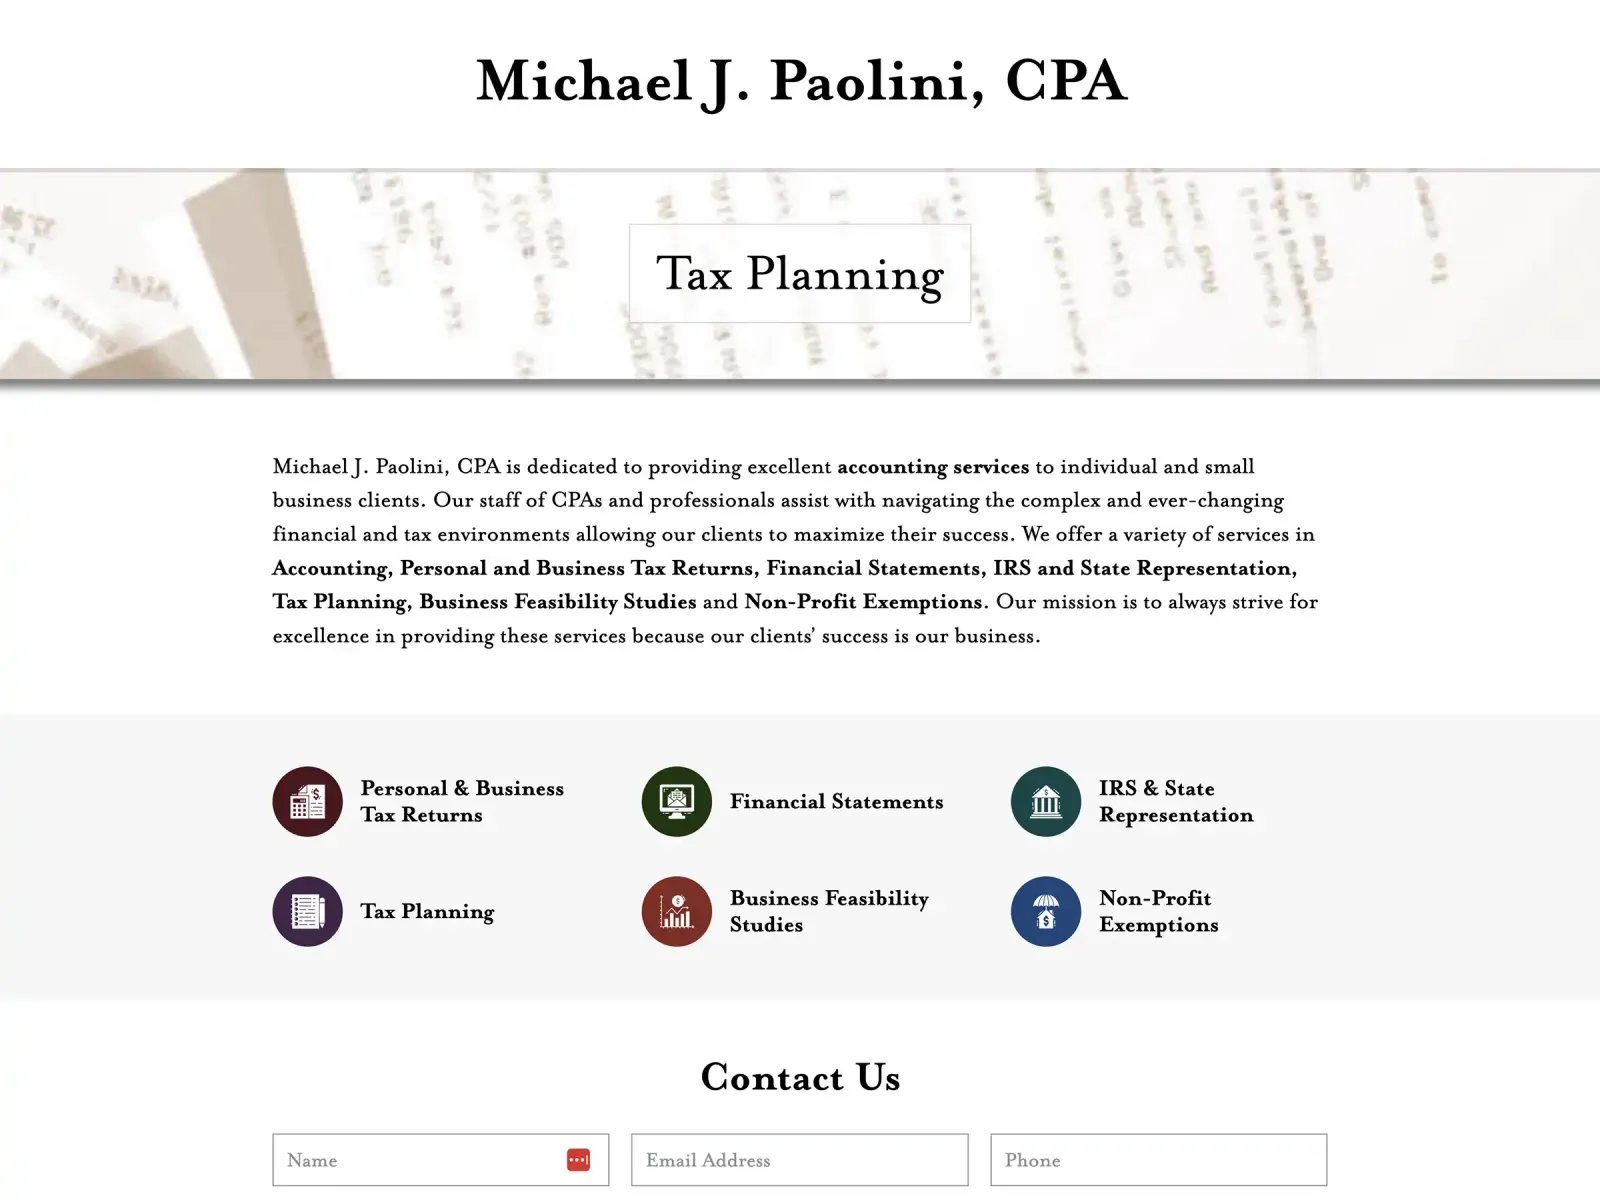 Michael J. Paolini, CPA
Tax Planning
Michael J. Paolini, CPA is dedicated to providing excellent accounting services to individual and small
business clients. Our staff of CPAs and professionals assist with navigating the complex and ever-changing
financial and tax environments allowing our clients to maximize their success. We offer a variety of services in
Accounting, Personal and Business Tax Returns, Financial Statements, IRS and State Representation,
Tax Planning, Business Feasibility Studies and Non-Profit Exemptions. Our mission is to always strive for
excellence in providing these services because our clients’ success is our business.
Personal & Business
Tax Returns
Financial Statements
IRS & State
Representation
Tax Planning
Business Feasibility
Studies
Non-Profit
Exemptions
Contact Us
Name
Email Address
Phone